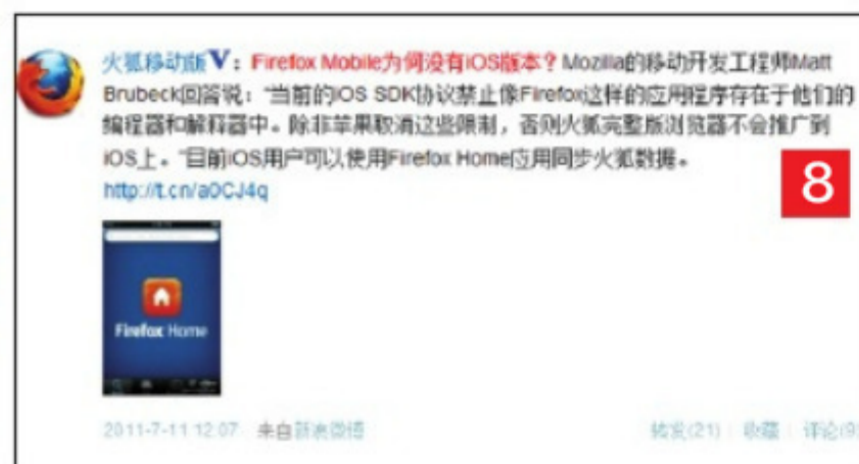 火狐移动版V：Firefox Mobile为何没有iOS版本？Mozilla的移动开发工程师Matt
Brubeck回答说：“当前的iOS SDK协议禁止像Firefox这样的应用程序存在于他们的
编程器和解释器中。除非苹果取消这些限制，否则火狐完整版浏览器不会推广到
iOS上。”目前iOS用户可以使用Firefox Home应用同步火狐数据。
http://t.cn/a0CJ4q
8
Firefox Home
2011-7-11 12:07 来自新浪微博 转发(21) | 收藏 | 评论(9)